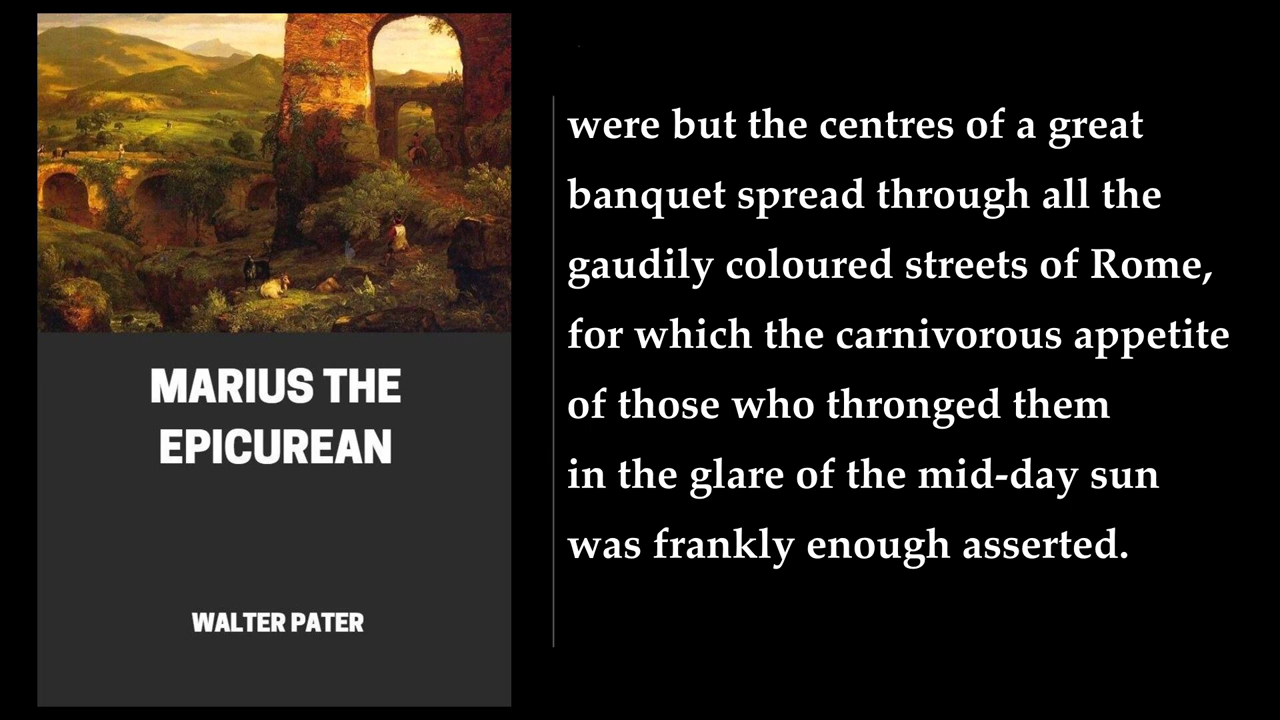 MARIUS THE
EPICUREAN
WALTER PATER
were but the centres of a great
banquet spread through all the
gaudily coloured streets of Rome,
for which the carnivorous appetite
of those who thronged them
in the glare of the mid-day sun
was frankly enough asserted.